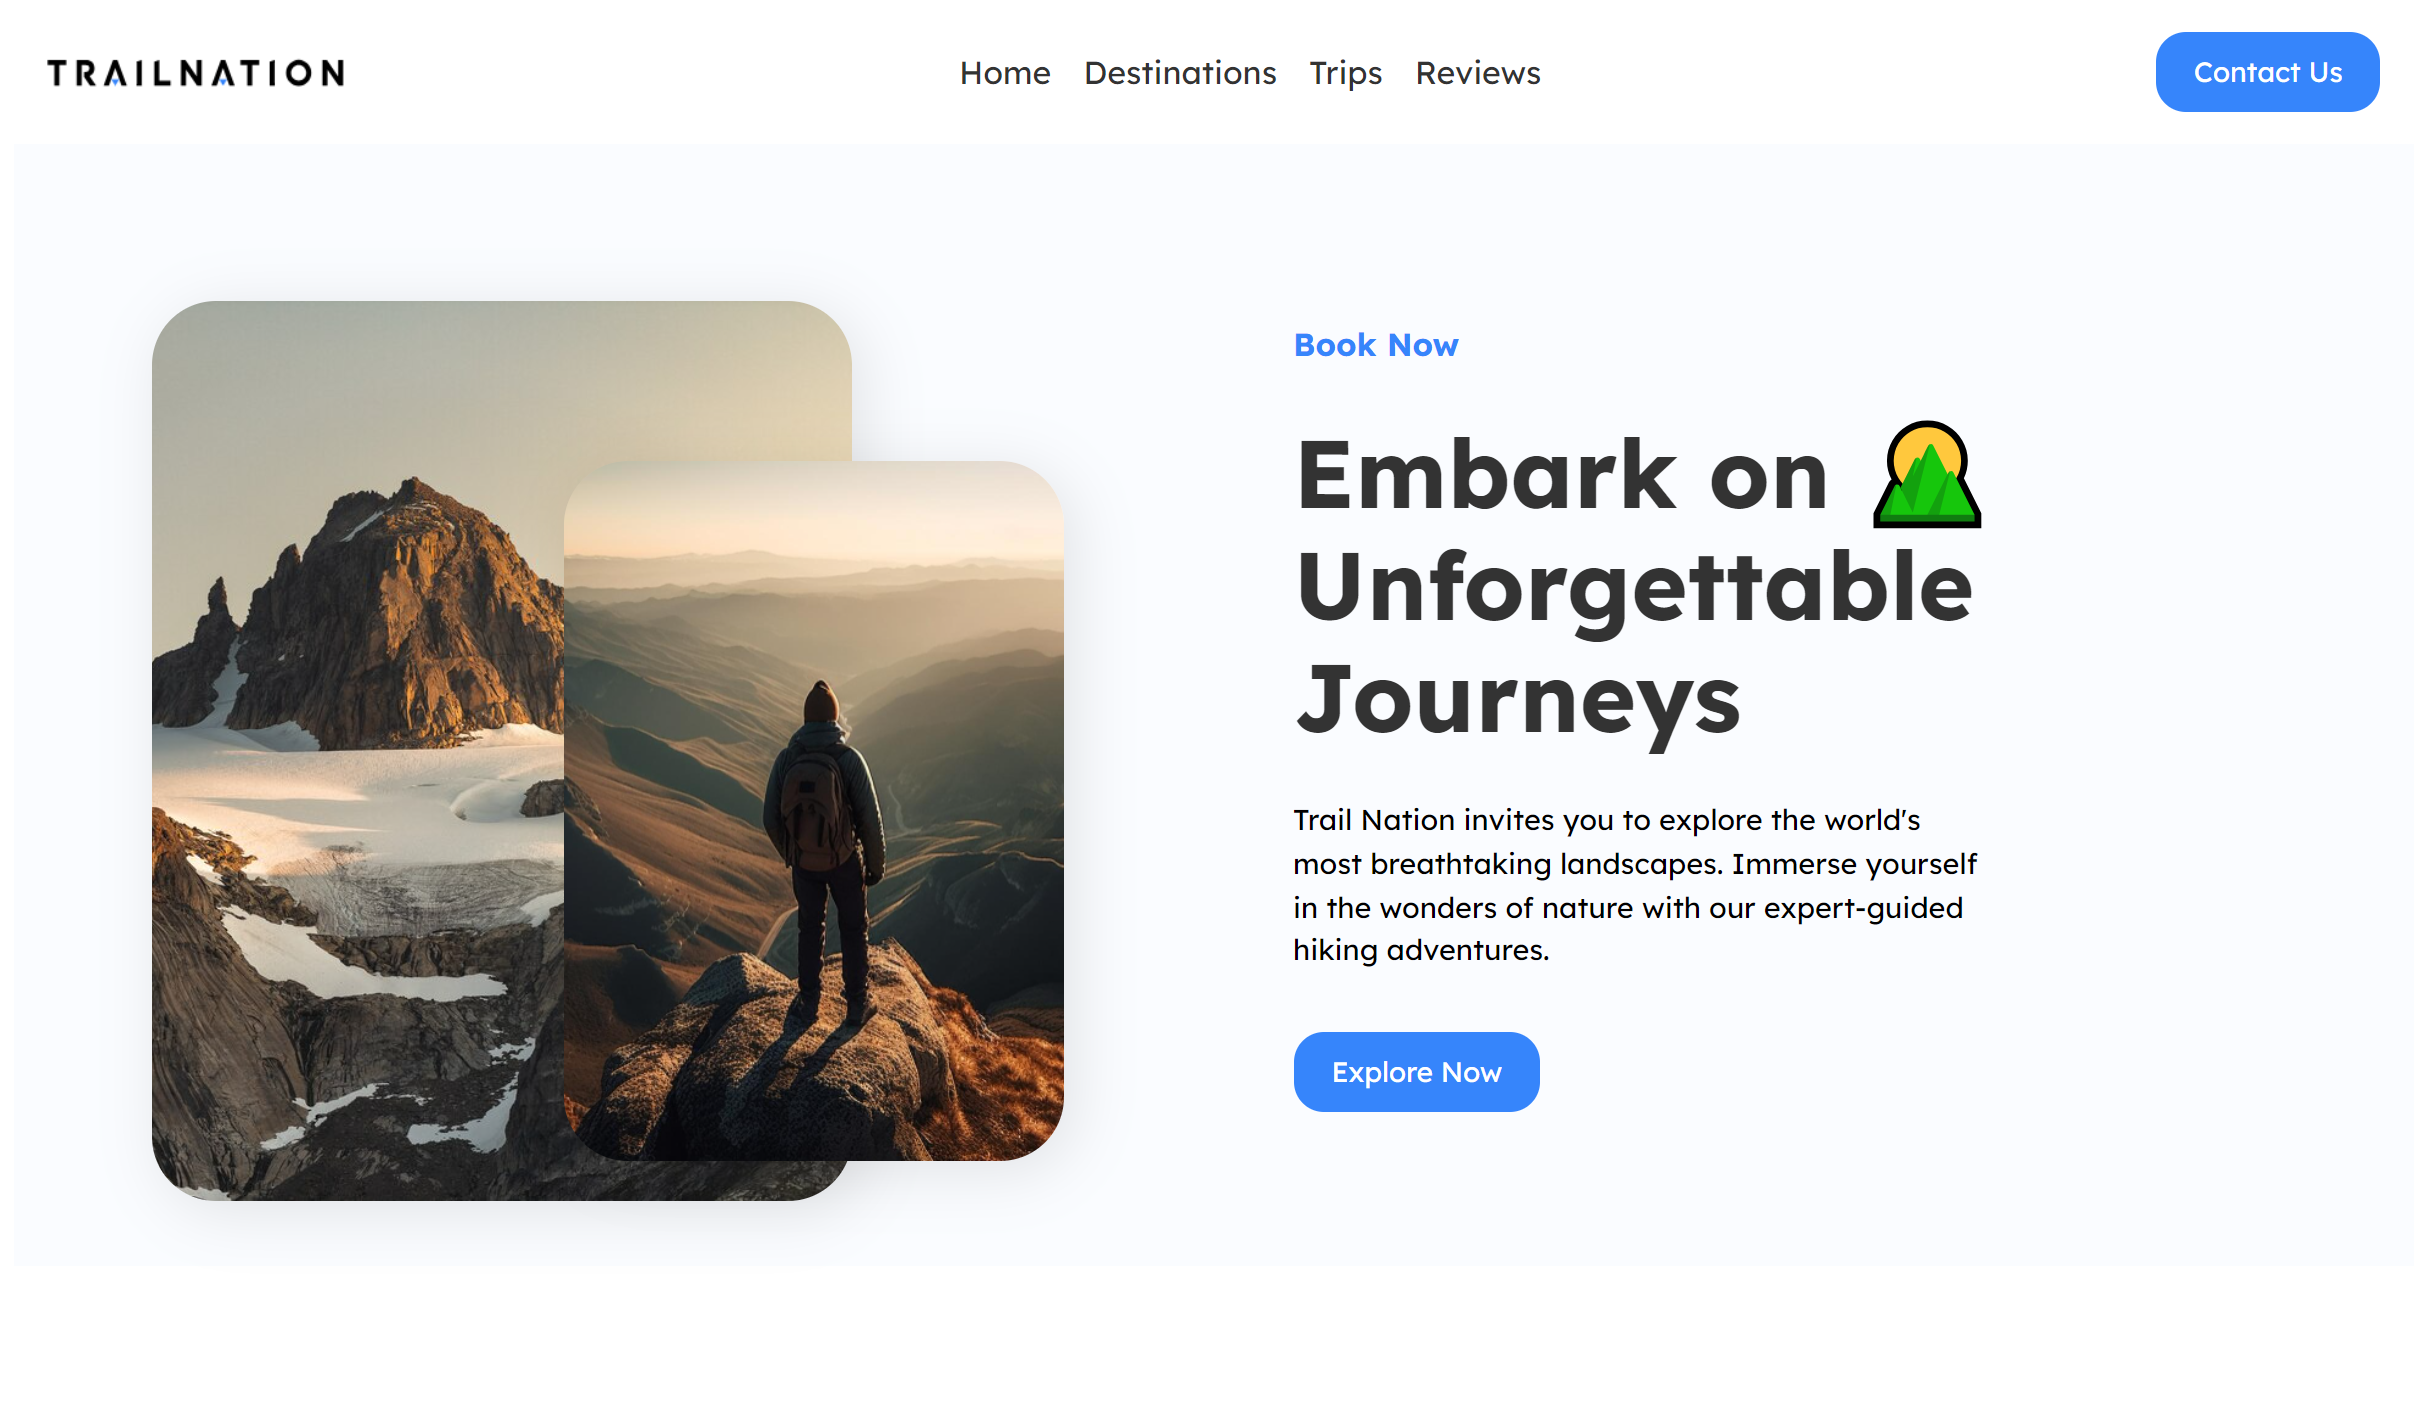 TRAILNATION
Home Destinations Trips Reviews
Contact Us
Book Now
Embark on
Unforgettable
Journeys
Trail Nation invites you to explore the world's
most breathtaking landscapes. Immerse yourself
in the wonders of nature with our expert-guided
hiking adventures.
Explore Now